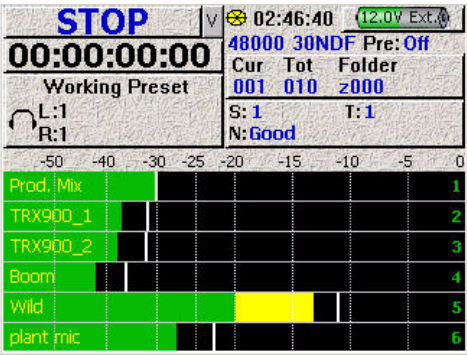 STOP V 02:46:40 12.0V Ext.
00:00:00:00 48000 30NDF Pre: Off
Cur Tot Folder
001 010 z000
Working Preset
L:1
R:1
S: 1 T: 1
N: Good
-50 -40 -30 -25 -20 -15 -10 -5 0
Prod. Mix 1
TRX900_1 2
TRX900_2 3
Boom 4
Wild 5
plant mic 6